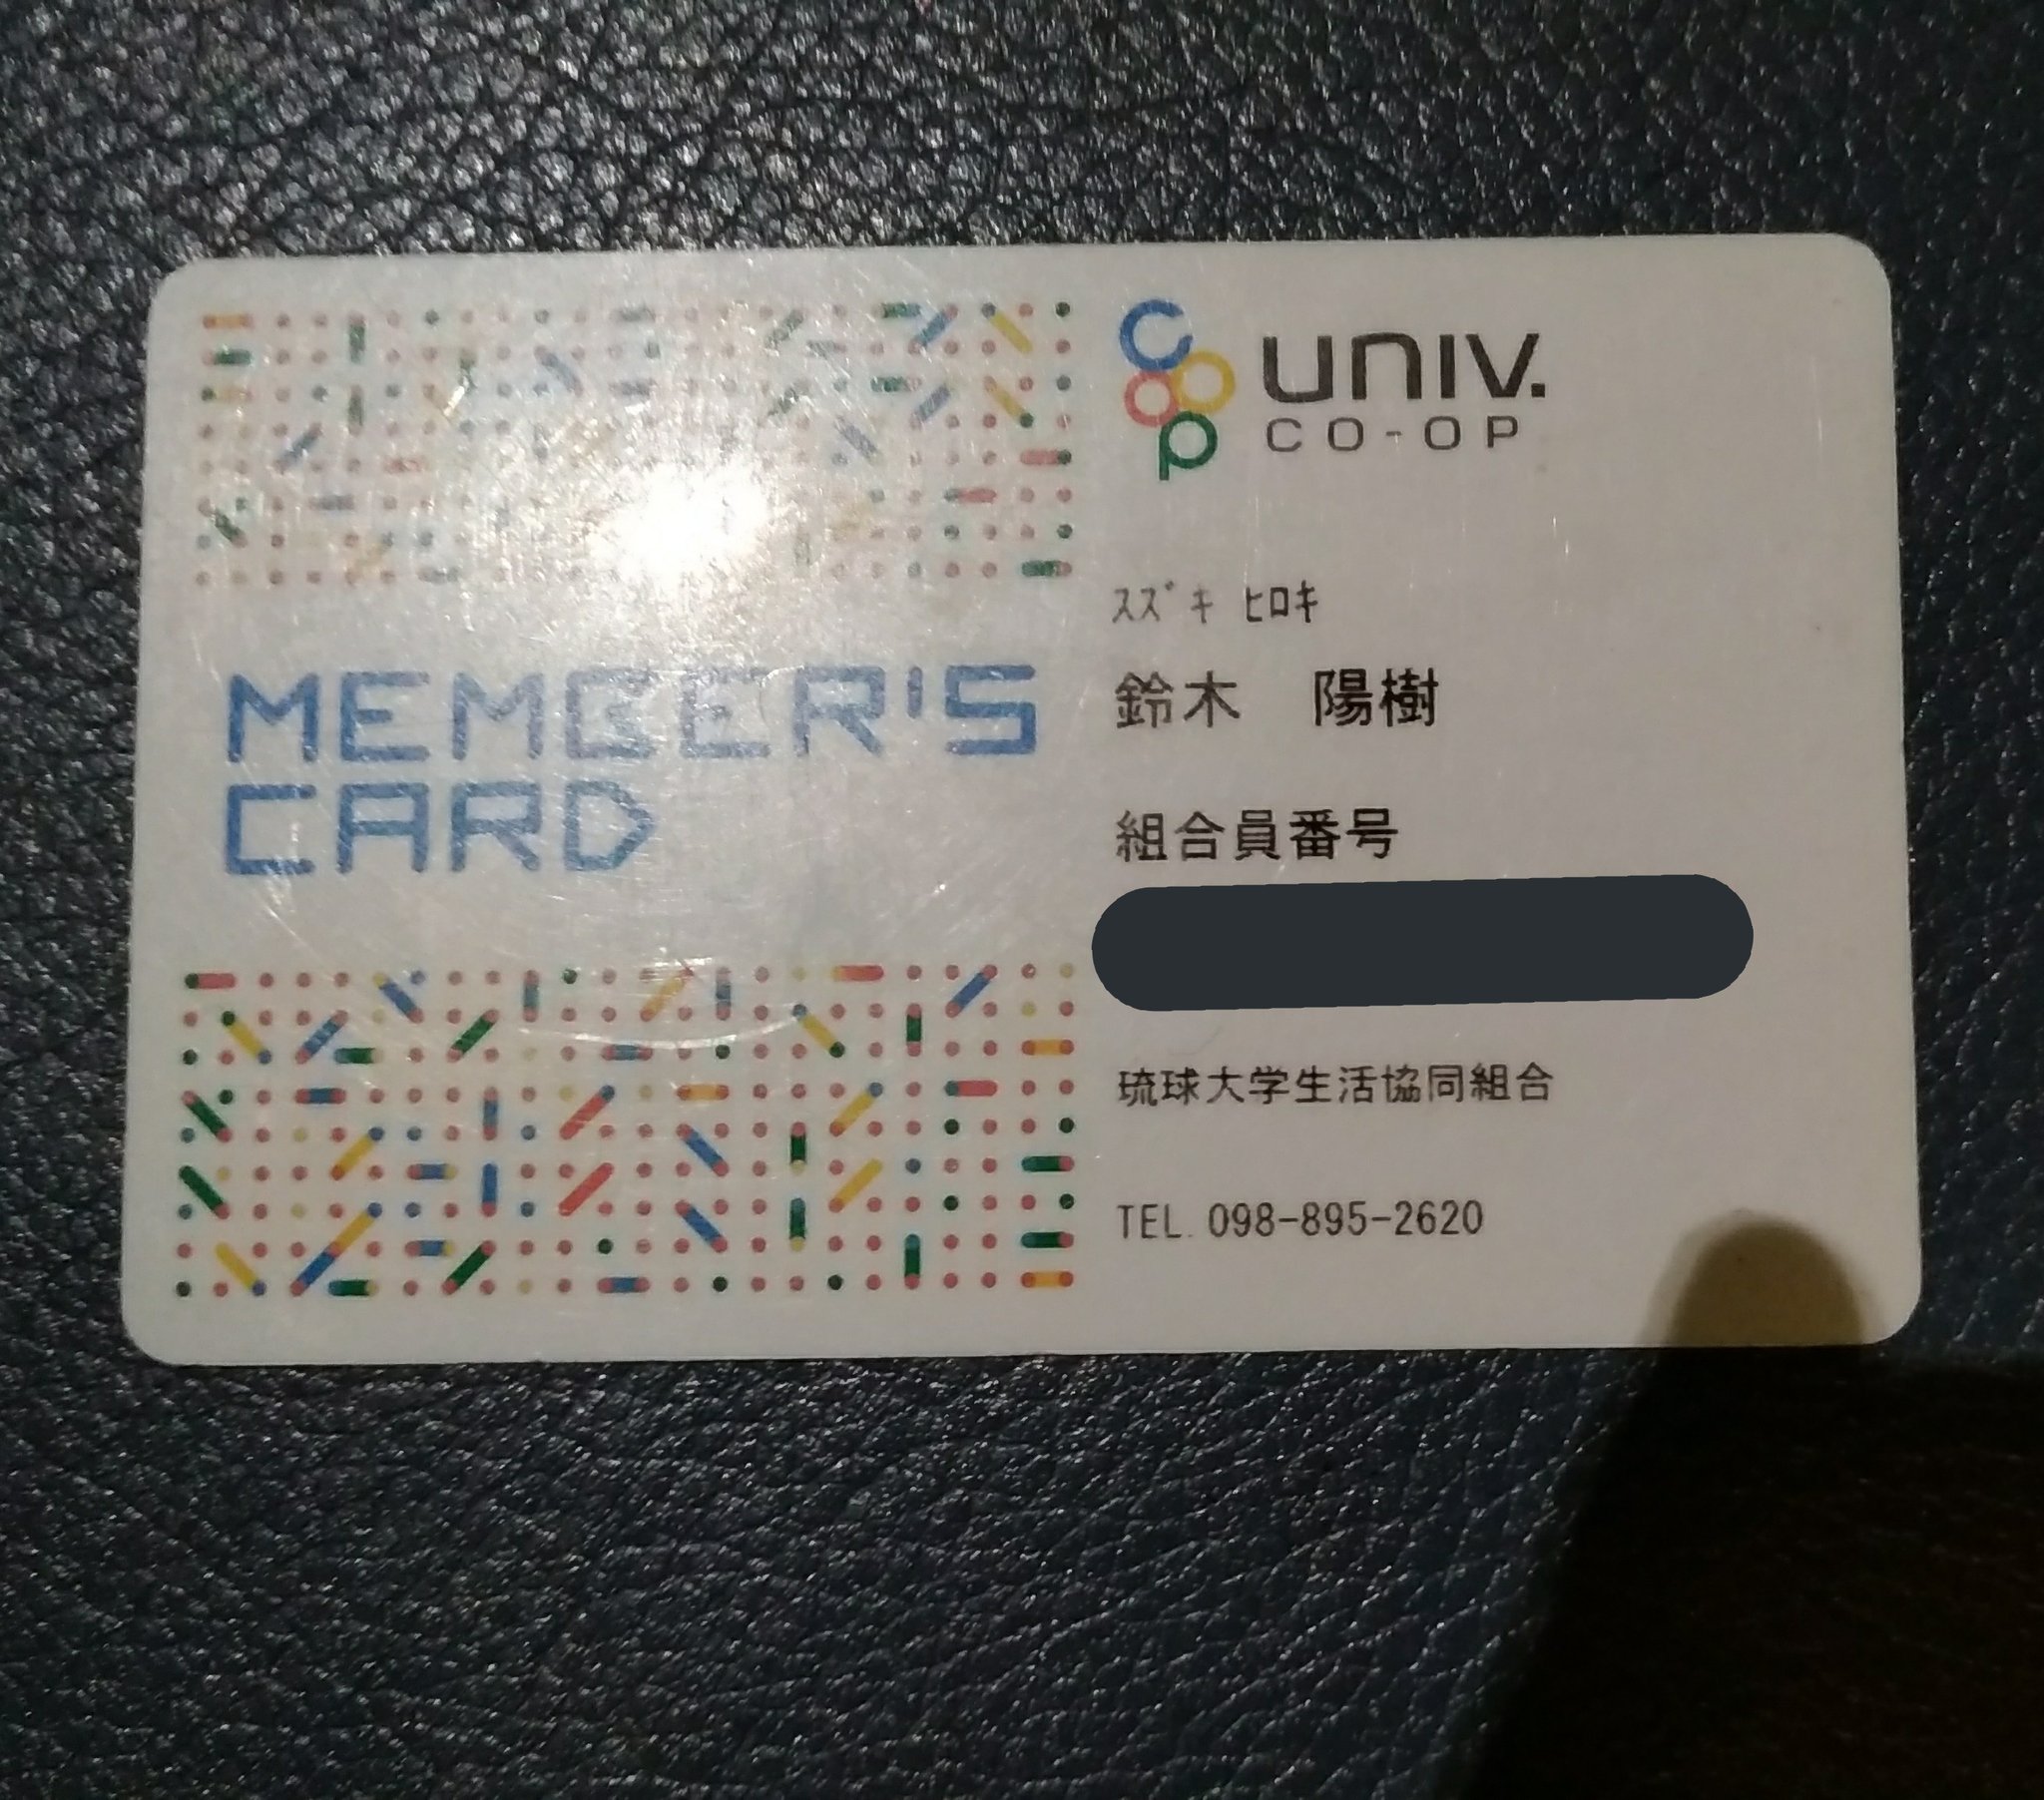 MEMBER'S
CARD
UNIV.
CO-OP
ｽｽﾞｷ ﾋﾛｷ
鈴木　陽樹
組合員番号
琉球大学生活協同組合
TEL. 098-895-2620